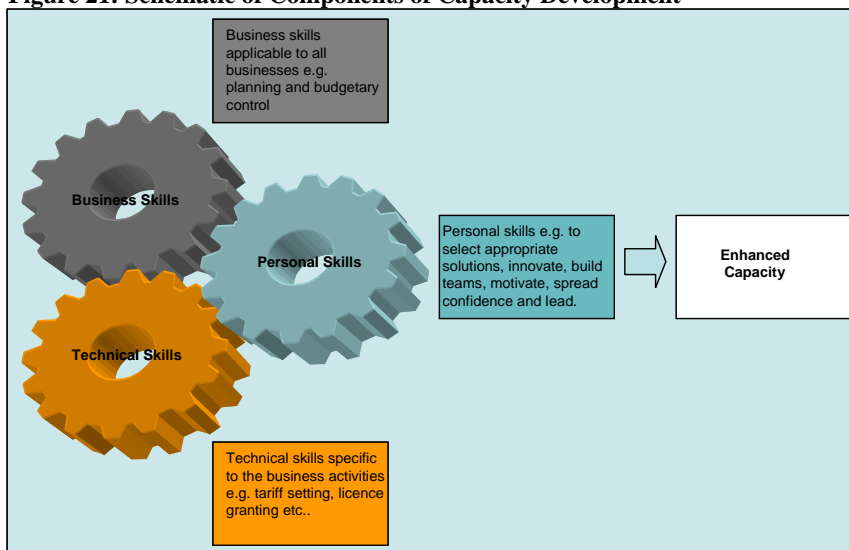 Figure 21: Schematic of Components of Capacity Development
Business skills
applicable to all
businesses e.g.
planning and budgetary
control
Business Skills
Personal Skills
Personal skills e.g. to
select appropriate
solutions, innovate, build
teams, motivate, spread
confidence and lead.
Enhanced
Capacity
Technical Skills
Technical skills specific
to the business activities
e.g. tariff setting, licence
granting etc..